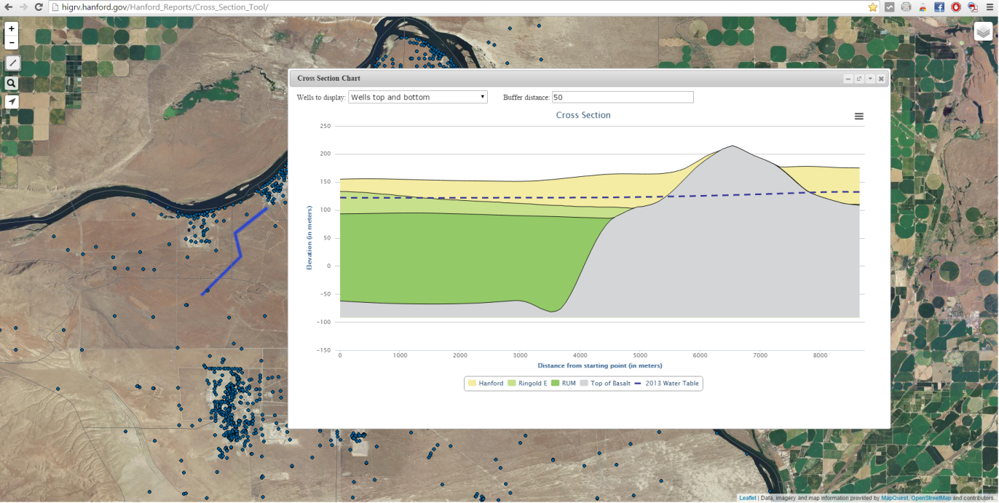 higrv.hanford.gov/Hanford_Reports/Cross_Section_Tool/
+
−
Cross Section Chart
Wells to display: Wells top and bottom Buffer distance: 50
Cross Section
250
200
150
100
50
0
−50
−100
−150
Elevation (in meters)
0 1000 2000 3000 4000 5000 6000 7000 8000
Distance from starting point (in meters)
Hanford Ringold E RUM Top of Basalt 2013 Water Table
Leaflet | Data, imagery and map information provided by MapQuest, OpenStreetMap and contributors.